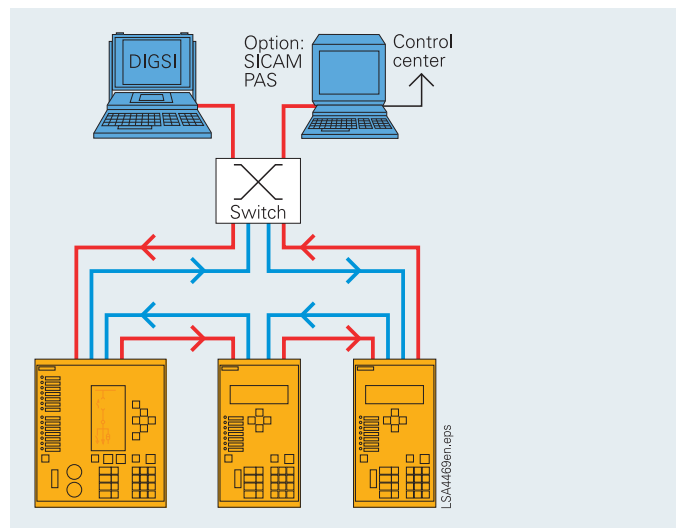 DIGSI
Option:
SICAM
PAS
Control
center
Switch
LSA4469en.eps